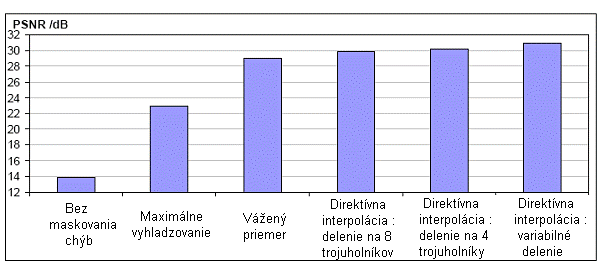 PSNR /dB
32
30
28
26
24
22
20
18
16
14
12
Bez
maskovania
chýb
Maximálne
vyhladzovanie
Vážený
priemer
Direktívna
interpolácia :
delenie na 8
trojuholníkov
Direktívna
interpolácia :
delenie na 4
trojuholníky
Direktívna
interpolácia :
variabilné
delenie